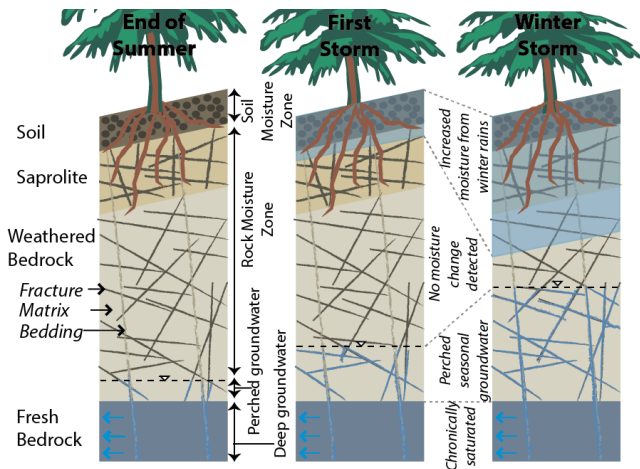 End of
Summer
First
Storm
Winter
Storm
Soil
Saprolite
Weathered
Bedrock
Fracture
Matrix
Bedding
Fresh
Bedrock
Soil
Moisture
Zone
Rock Moisture
Zone
Perched groundwater
Deep groundwater
Increased
moisture from
winter rains
No moisture
change
detected
Perched
seasonal
groundwater
Chronically
saturated